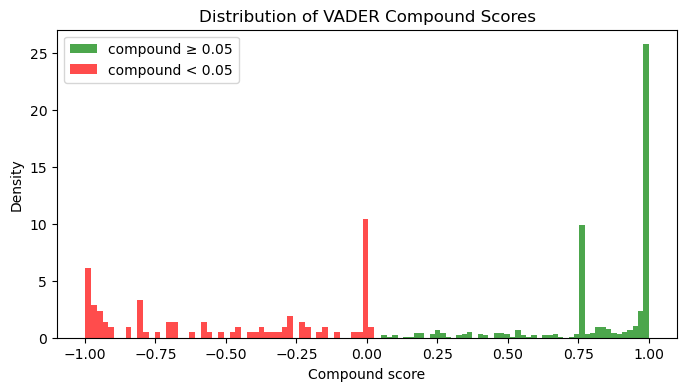 Distribution of VADER Compound Scores
compound ≥ 0.05
compound < 0.05
25
20
15
10
5
0
Density
−1.00 −0.75 −0.50 −0.25 0.00 0.25 0.50 0.75 1.00
Compound score